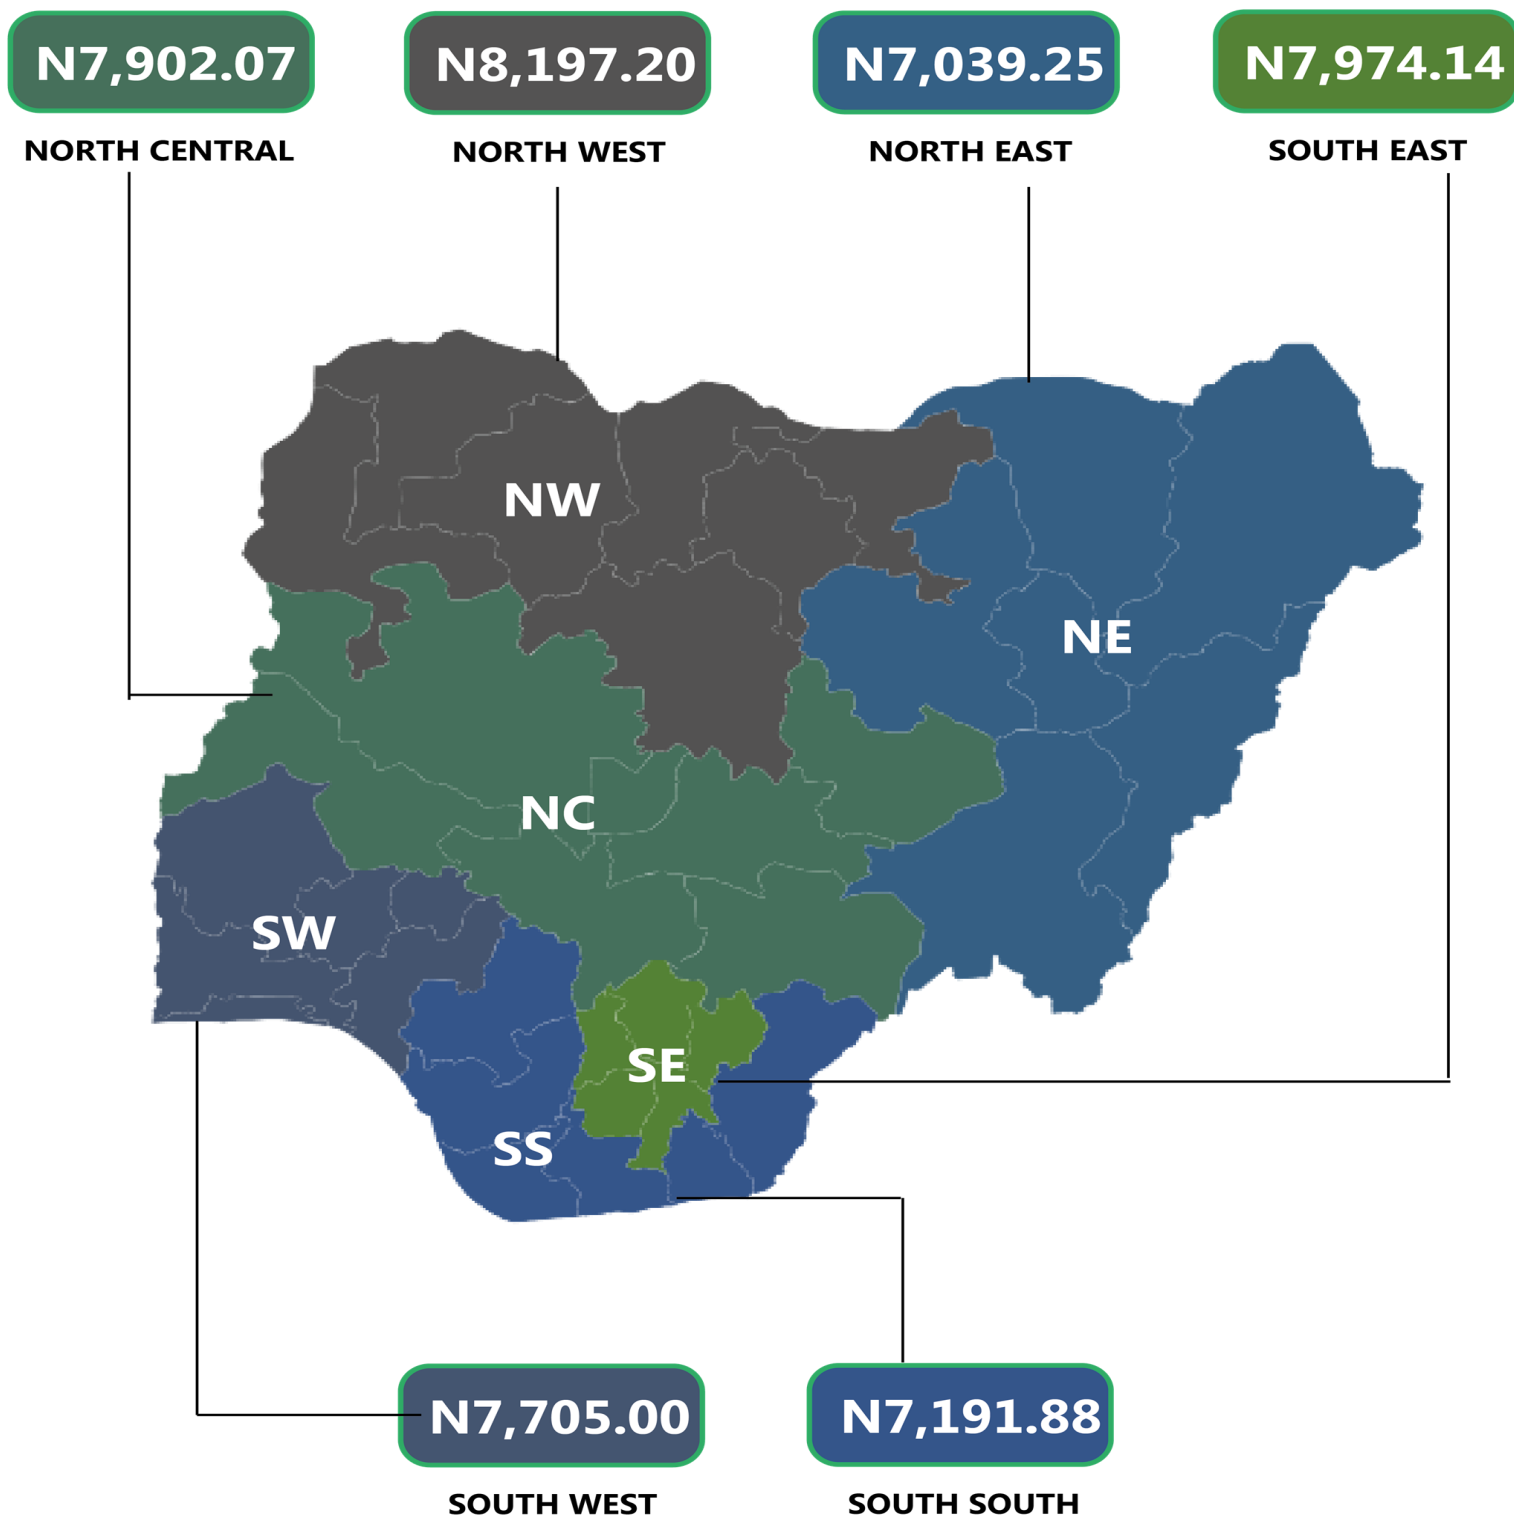 N7,902.07
N8,197.20
N7,039.25
N7,974.14
NORTH CENTRAL
NORTH WEST
NORTH EAST
SOUTH EAST
NW
NE
NC
SW
SE
SS
N7,705.00
N7,191.88
SOUTH WEST
SOUTH SOUTH